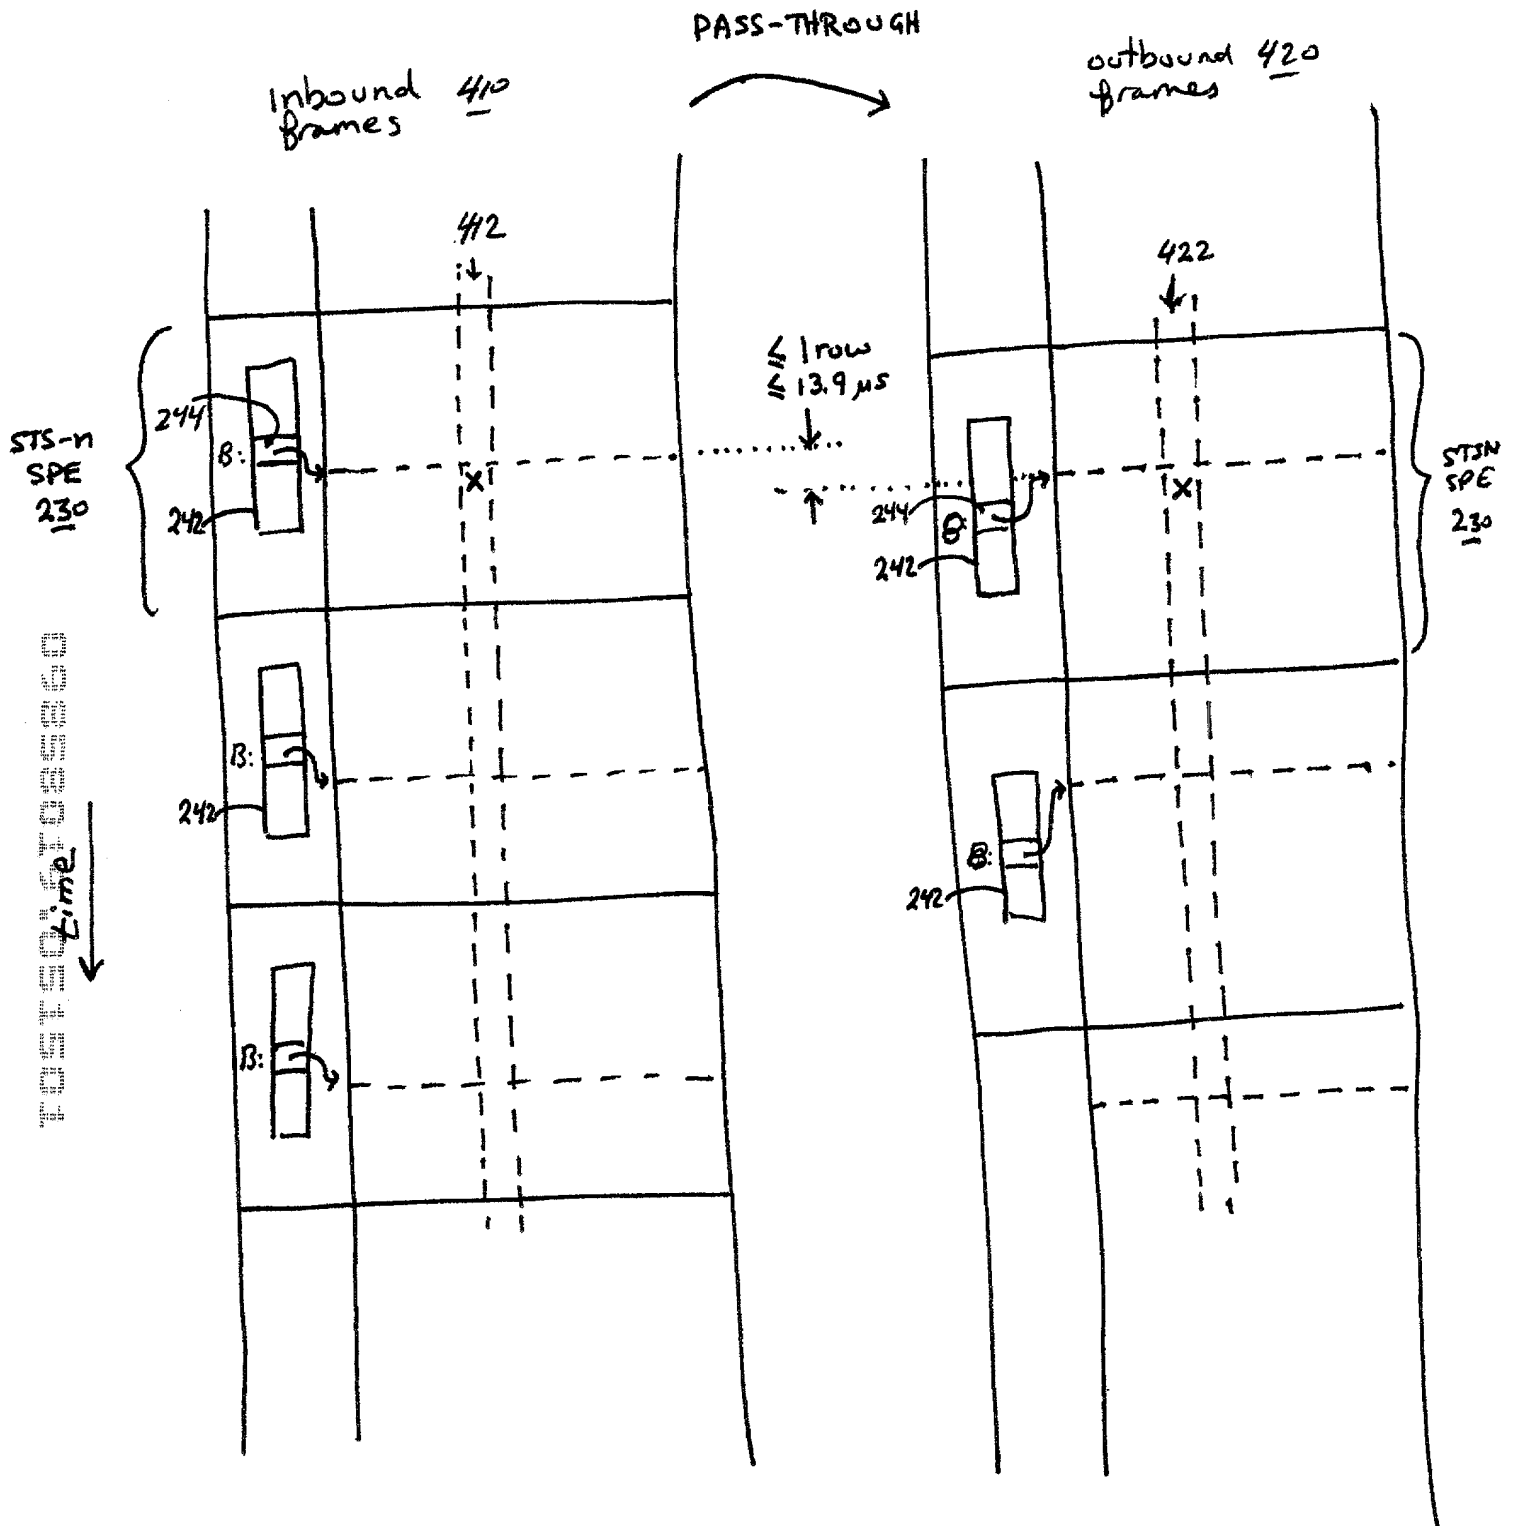 PASS-THROUGH
inbound 410
frames
outbound 420
frames
412
422
≤ 1 row
≤ 13.9 µs
244
B:
STS-n
SPE
230
242
244
B:
242
STSN
SPE
230
B:
242
B:
242
time
B: